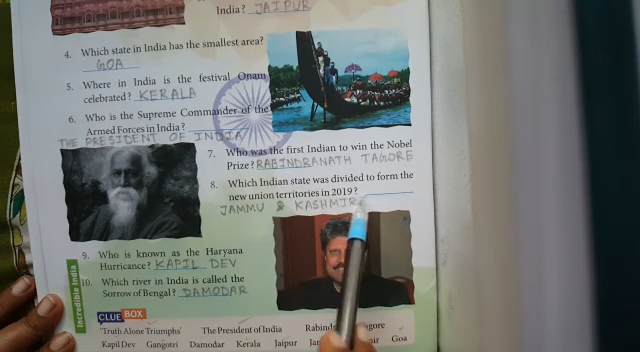 India? JAIPUR
4. Which state in India has the smallest area?
GOA
5. Where in India is the festival Onam
celebrated? KERALA
6. Who is the Supreme Commander of the
Armed Forces in India?
THE PRESIDENT OF INDIA
7. Who was the first Indian to win the Nobel
Prize? RABINDRANATH TAGORE
8. Which Indian state was divided to form the
new union territories in 2019?
JAMMU & KASHMIR
9. Who is known as the Haryana
Hurricance? KAPIL DEV
10. Which river in India is called the
Sorrow of Bengal? DAMODAR
Incredible India
CLUE BOX
'Truth Alone Triumphs' The President of India
Kapil Dev Gangotri Damodar Kerala Jaipur Goa